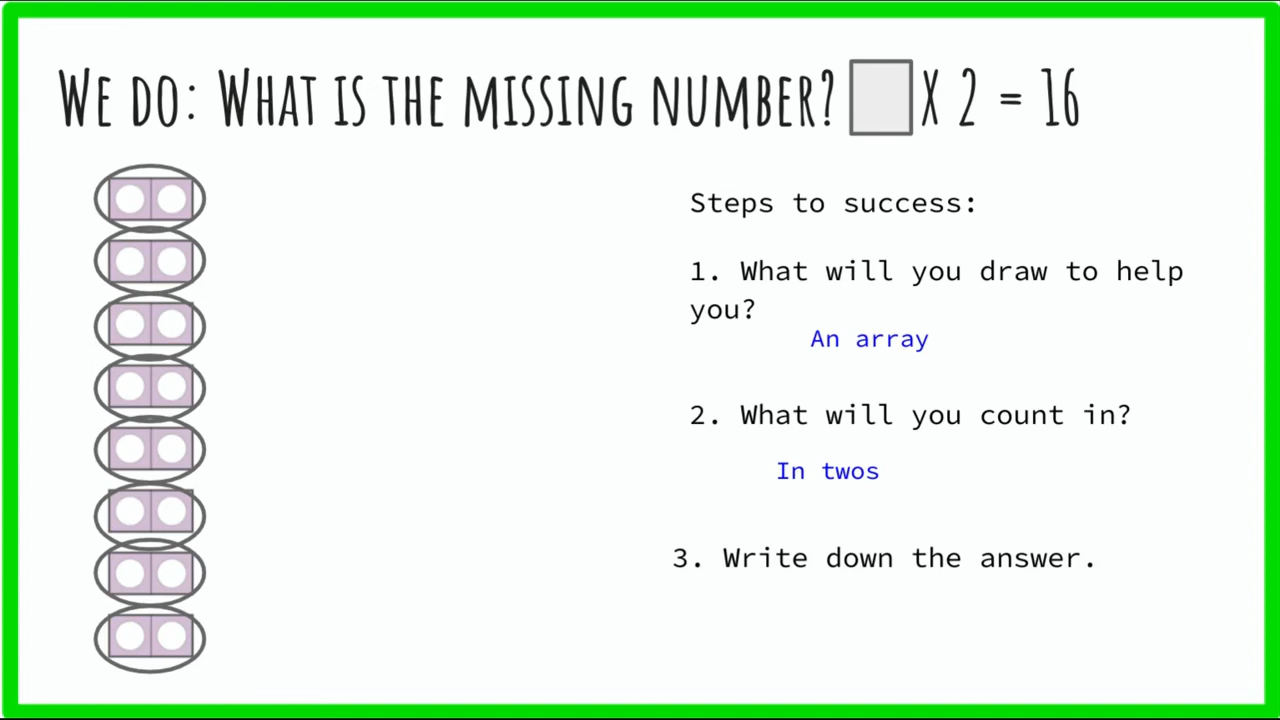 We do: What is the missing number? X 2 = 16
Steps to success:
1. What will you draw to help
you?
An array
2. What will you count in?
In twos
3. Write down the answer.